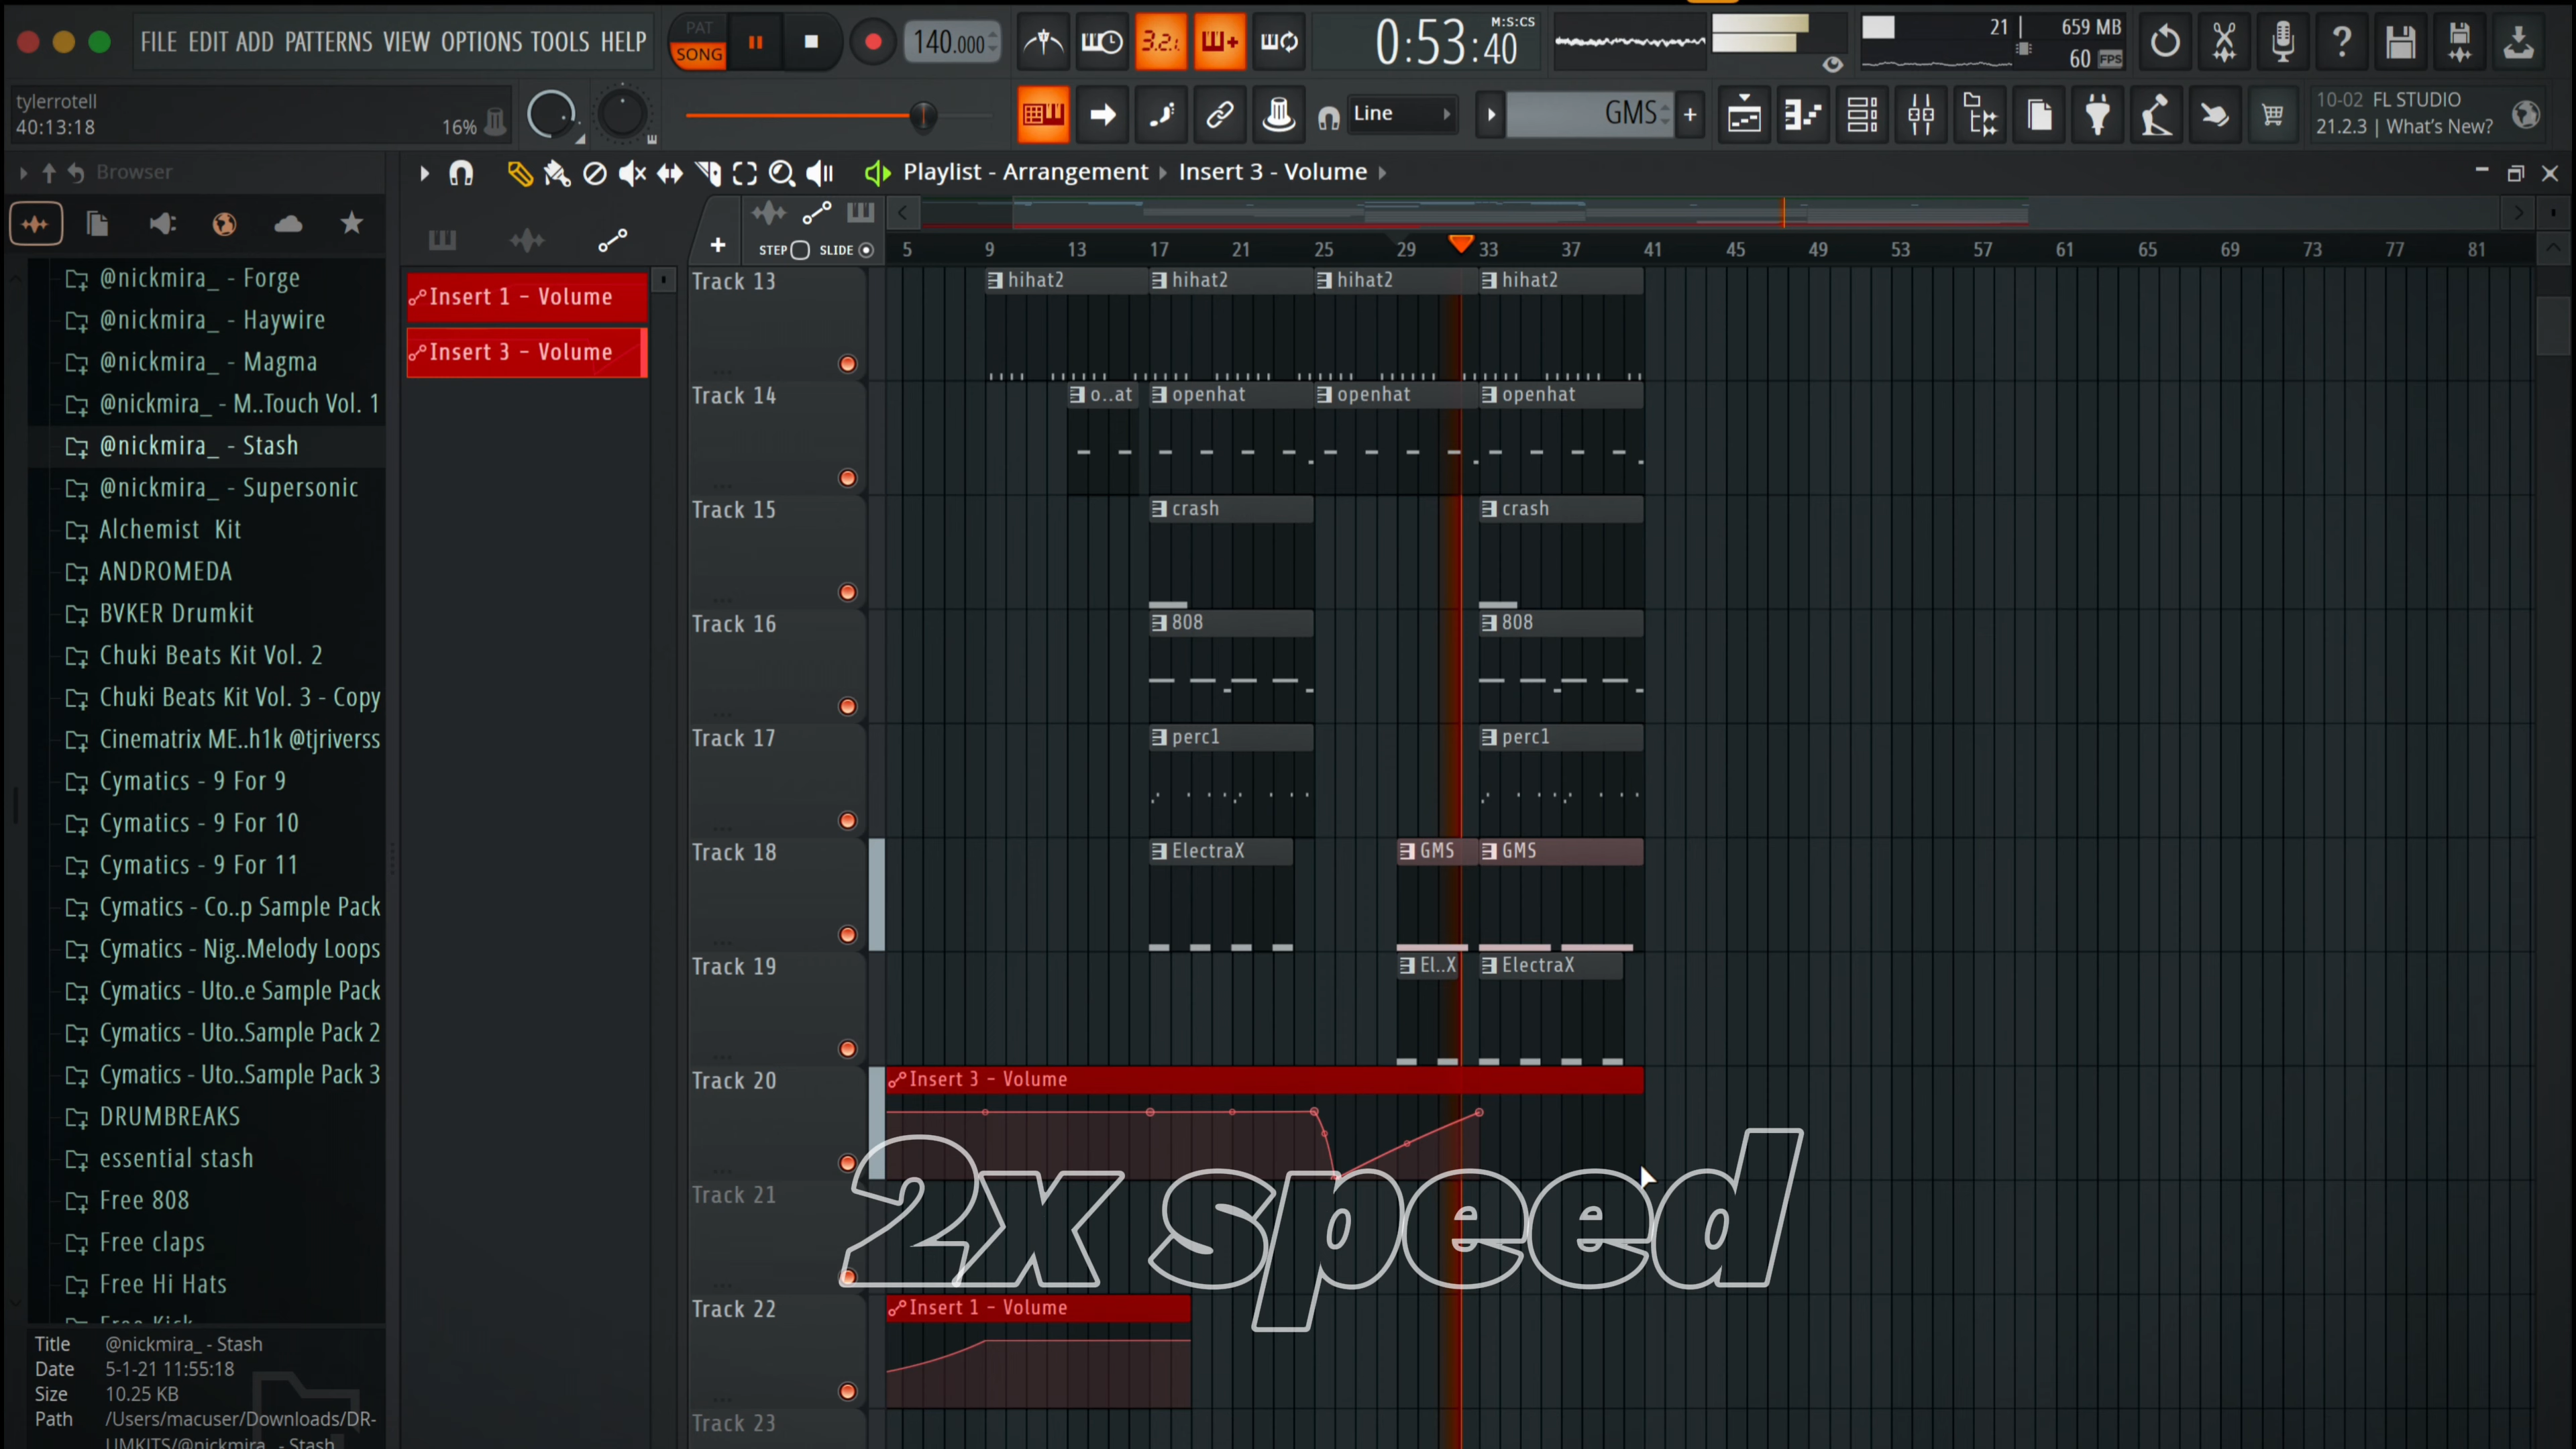 FILE EDIT ADD PATTERNS VIEW OPTIONS TOOLS HELP
PAT
SONG
140.000
3.2.
0:53:40
M:S:CS
21
659 MB
60 FPS
tylerrotell
40:13:18
16%
Line
GMS
10-02 FL STUDIO
21.2.3 | What's New?
Browser
Playlist - Arrangement
Insert 3 - Volume
STEP
SLIDE
5 9 13 17 21 25 29 33 37 41 45 49 53 57 61 65 69 73 77 81
@nickmira_ - Forge
@nickmira_ - Haywire
@nickmira_ - Magma
@nickmira_ - M..Touch Vol. 1
@nickmira_ - Stash
@nickmira_ - Supersonic
Alchemist Kit
ANDROMEDA
BVKER Drumkit
Chuki Beats Kit Vol. 2
Chuki Beats Kit Vol. 3 - Copy
Cinematrix ME..h1k @tjriverss
Cymatics - 9 For 9
Cymatics - 9 For 10
Cymatics - 9 For 11
Cymatics - Co..p Sample Pack
Cymatics - Nig..Melody Loops
Cymatics - Uto..e Sample Pack
Cymatics - Uto..Sample Pack 2
Cymatics - Uto..Sample Pack 3
DRUMBREAKS
essential stash
Free 808
Free claps
Free Hi Hats
Free Kick
Title @nickmira_ - Stash
Date 5-1-21 11:55:18
Size 10.25 KB
Path /Users/macuser/Downloads/DR-
UMKITS/@nickmira_ - Stash
Insert 1 - Volume
Insert 3 - Volume
Track 13
hihat2 hihat2 hihat2 hihat2
Track 14
o..at openhat openhat openhat
Track 15
crash crash
Track 16
808 808
Track 17
perc1 perc1
Track 18
ElectraX GMS GMS
Track 19
El..X ElectraX
Track 20
Insert 3 - Volume
Track 21
2x speed
Track 22
Insert 1 - Volume
Track 23